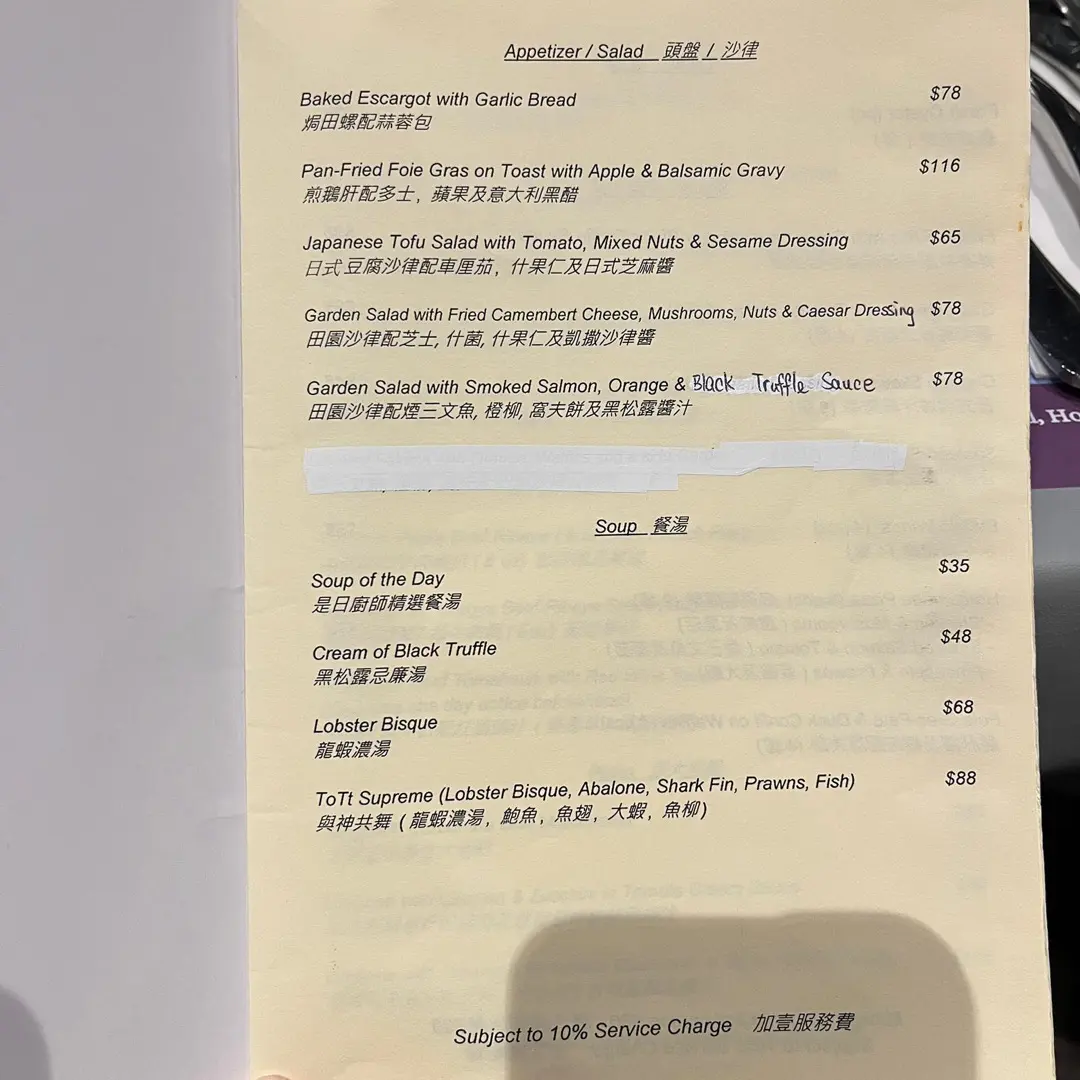 Appetizer / Salad 頭盤 / 沙律
Baked Escargot with Garlic Bread $78
焗田螺配蒜蓉包
Pan-Fried Foie Gras on Toast with Apple & Balsamic Gravy $116
煎鵝肝配多士, 蘋果及意大利黑醋
Japanese Tofu Salad with Tomato, Mixed Nuts & Sesame Dressing $65
日式豆腐沙律配車厘茄, 什果仁及日式芝麻醬
Garden Salad with Fried Camembert Cheese, Mushrooms, Nuts & Caesar Dressing $78
田園沙律配芝士, 什菌, 什果仁及凱撒沙律醬
Garden Salad with Smoked Salmon, Orange & Black Truffle Sauce $78
田園沙律配煙三文魚, 橙柳, 窩夫餅及黑松露醬汁
Soup 餐湯
Soup of the Day $35
是日廚師精選餐湯
Cream of Black Truffle $48
黑松露忌廉湯
Lobster Bisque $68
龍蝦濃湯
ToTt Supreme (Lobster Bisque, Abalone, Shark Fin, Prawns, Fish) $88
與神共舞 (龍蝦濃湯, 鮑魚, 魚翅, 大蝦, 魚柳)
Subject to 10% Service Charge 加壹服務費